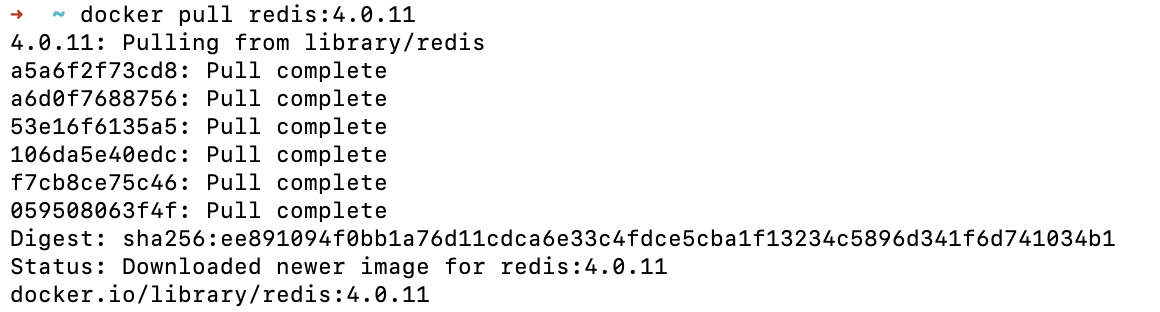 ➜  ~ docker pull redis:4.0.11
4.0.11: Pulling from library/redis
a5a6f2f73cd8: Pull complete
a6d0f7688756: Pull complete
53e16f6135a5: Pull complete
106da5e40edc: Pull complete
f7cb8ce75c46: Pull complete
059508063f4f: Pull complete
Digest: sha256:ee891094f0bb1a76d11cdca6e33c4fdce5cba1f13234c5896d341f6d741034b1
Status: Downloaded newer image for redis:4.0.11
docker.io/library/redis:4.0.11